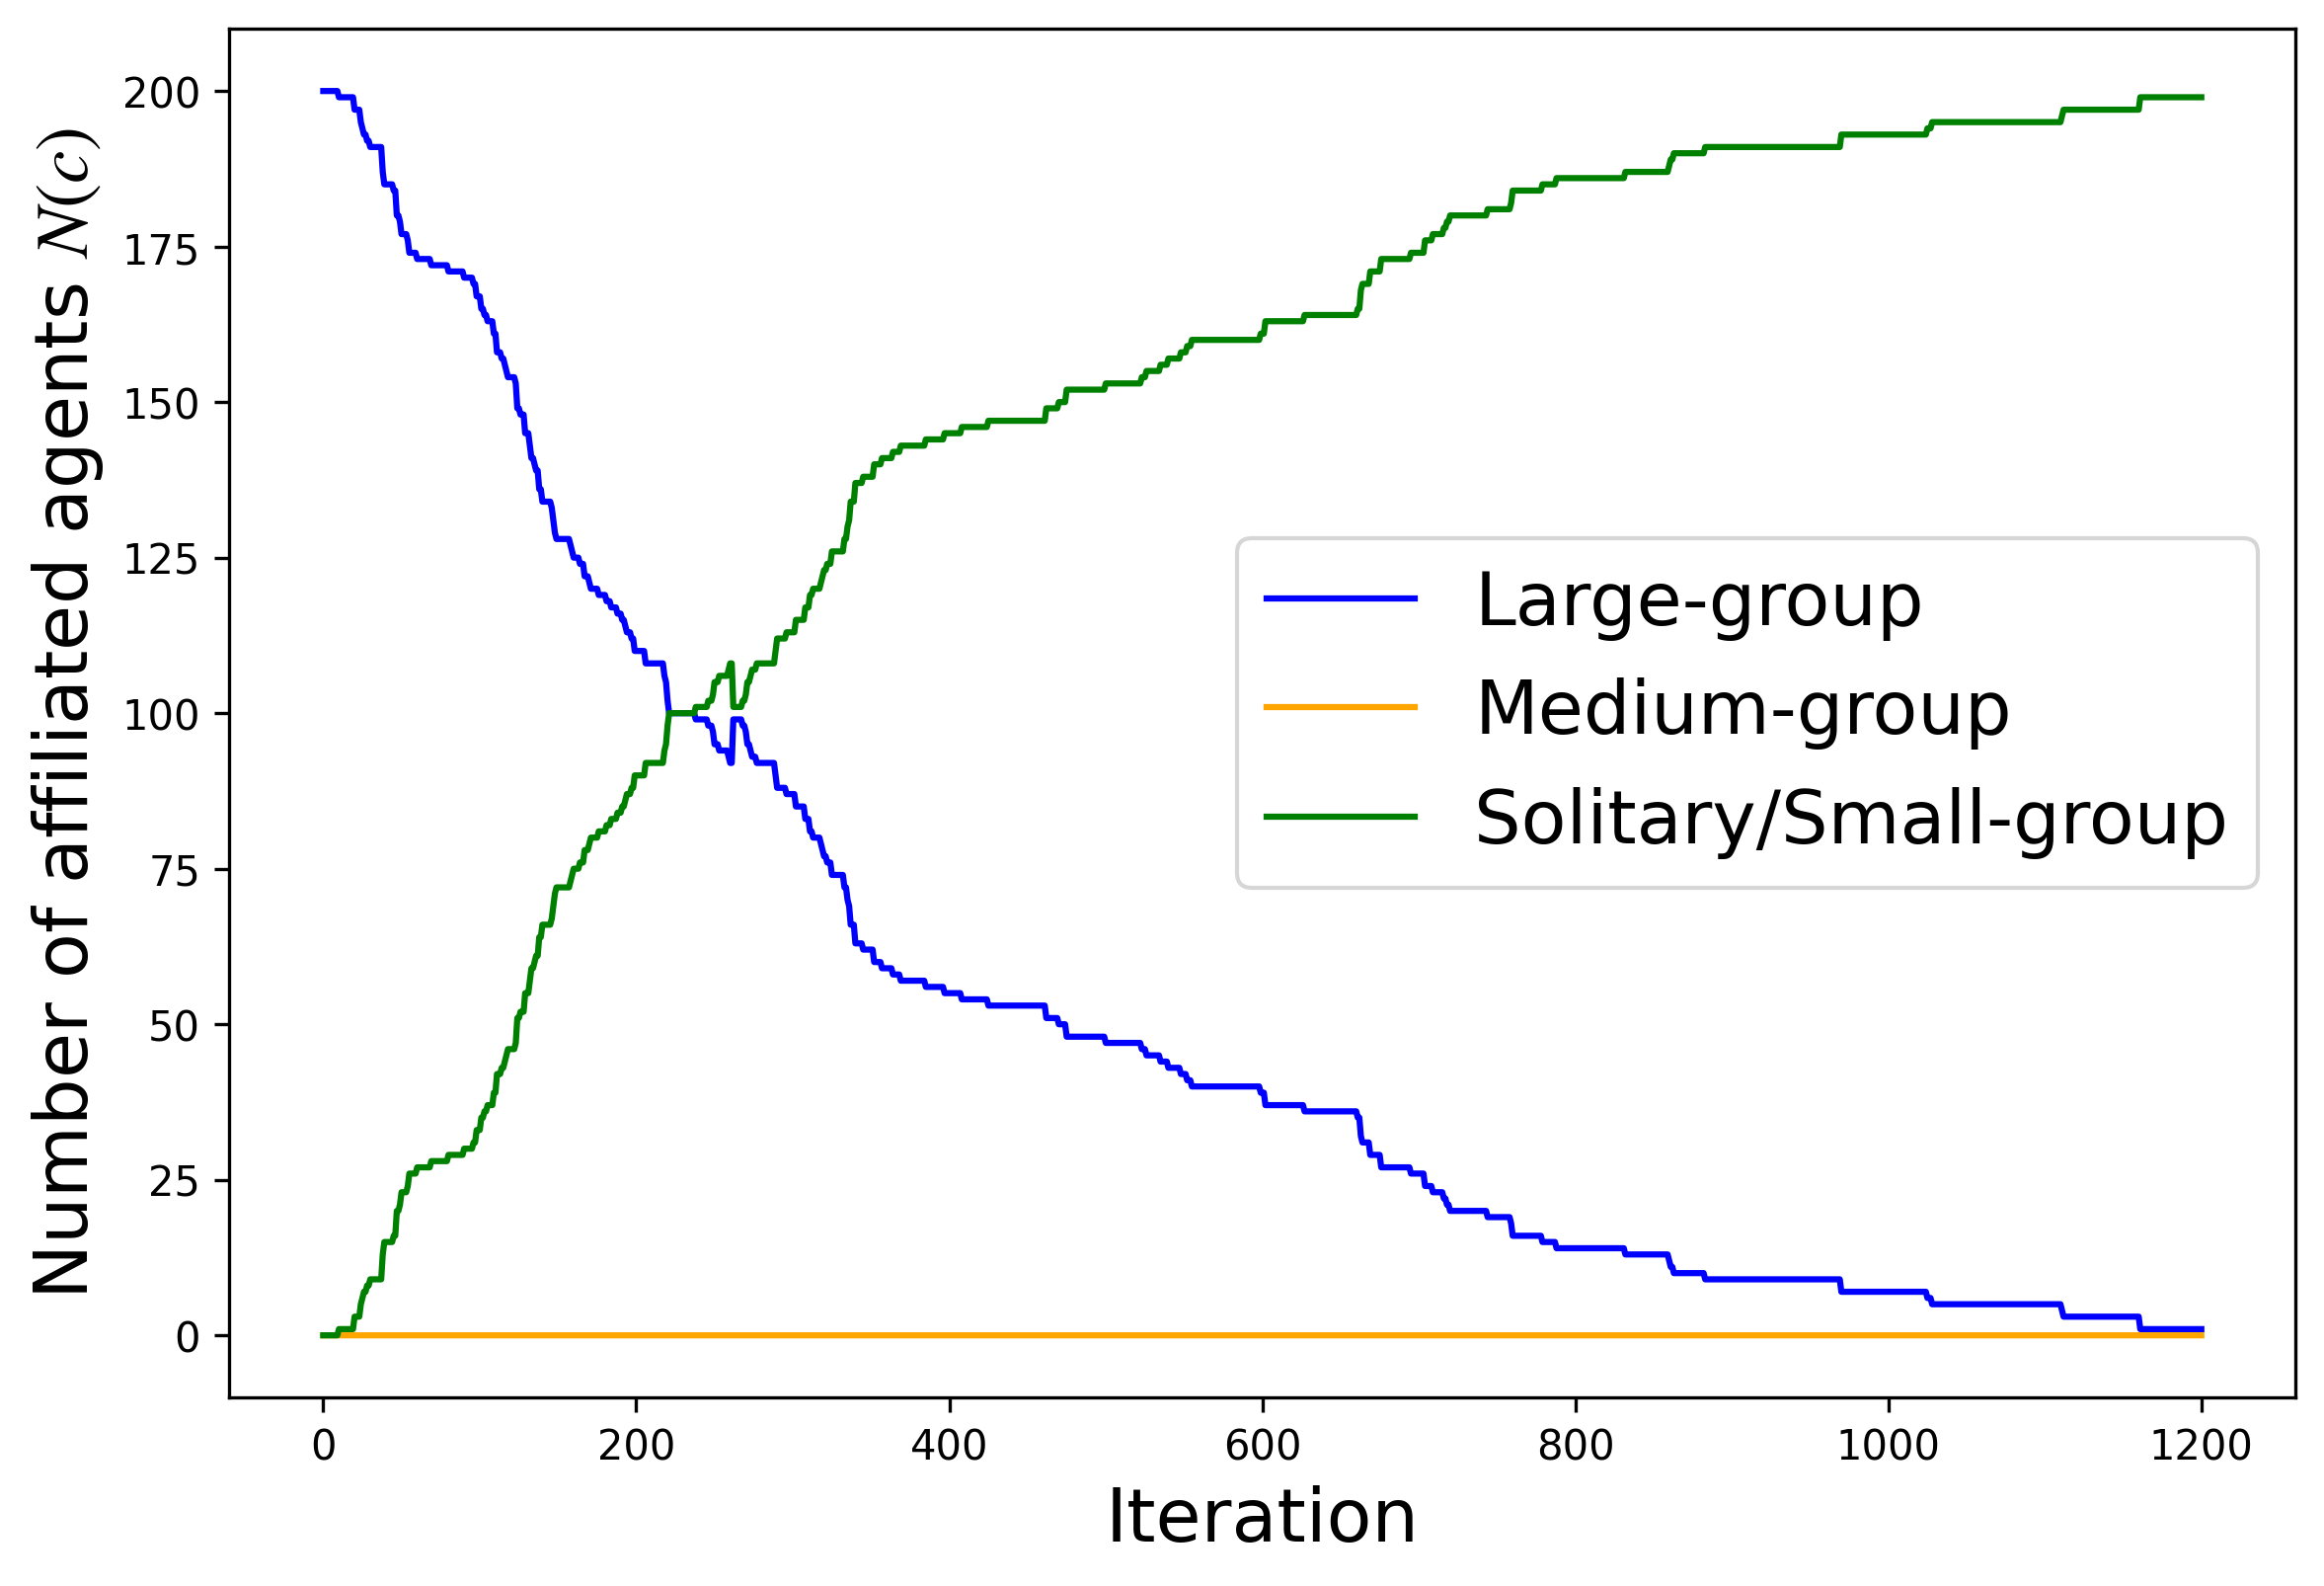 Number of affiliated agents N(c)
200
175
150
125
100
75
50
25
0
Large-group
Medium-group
Solitary/Small-group
0 200 400 600 800 1000 1200
Iteration